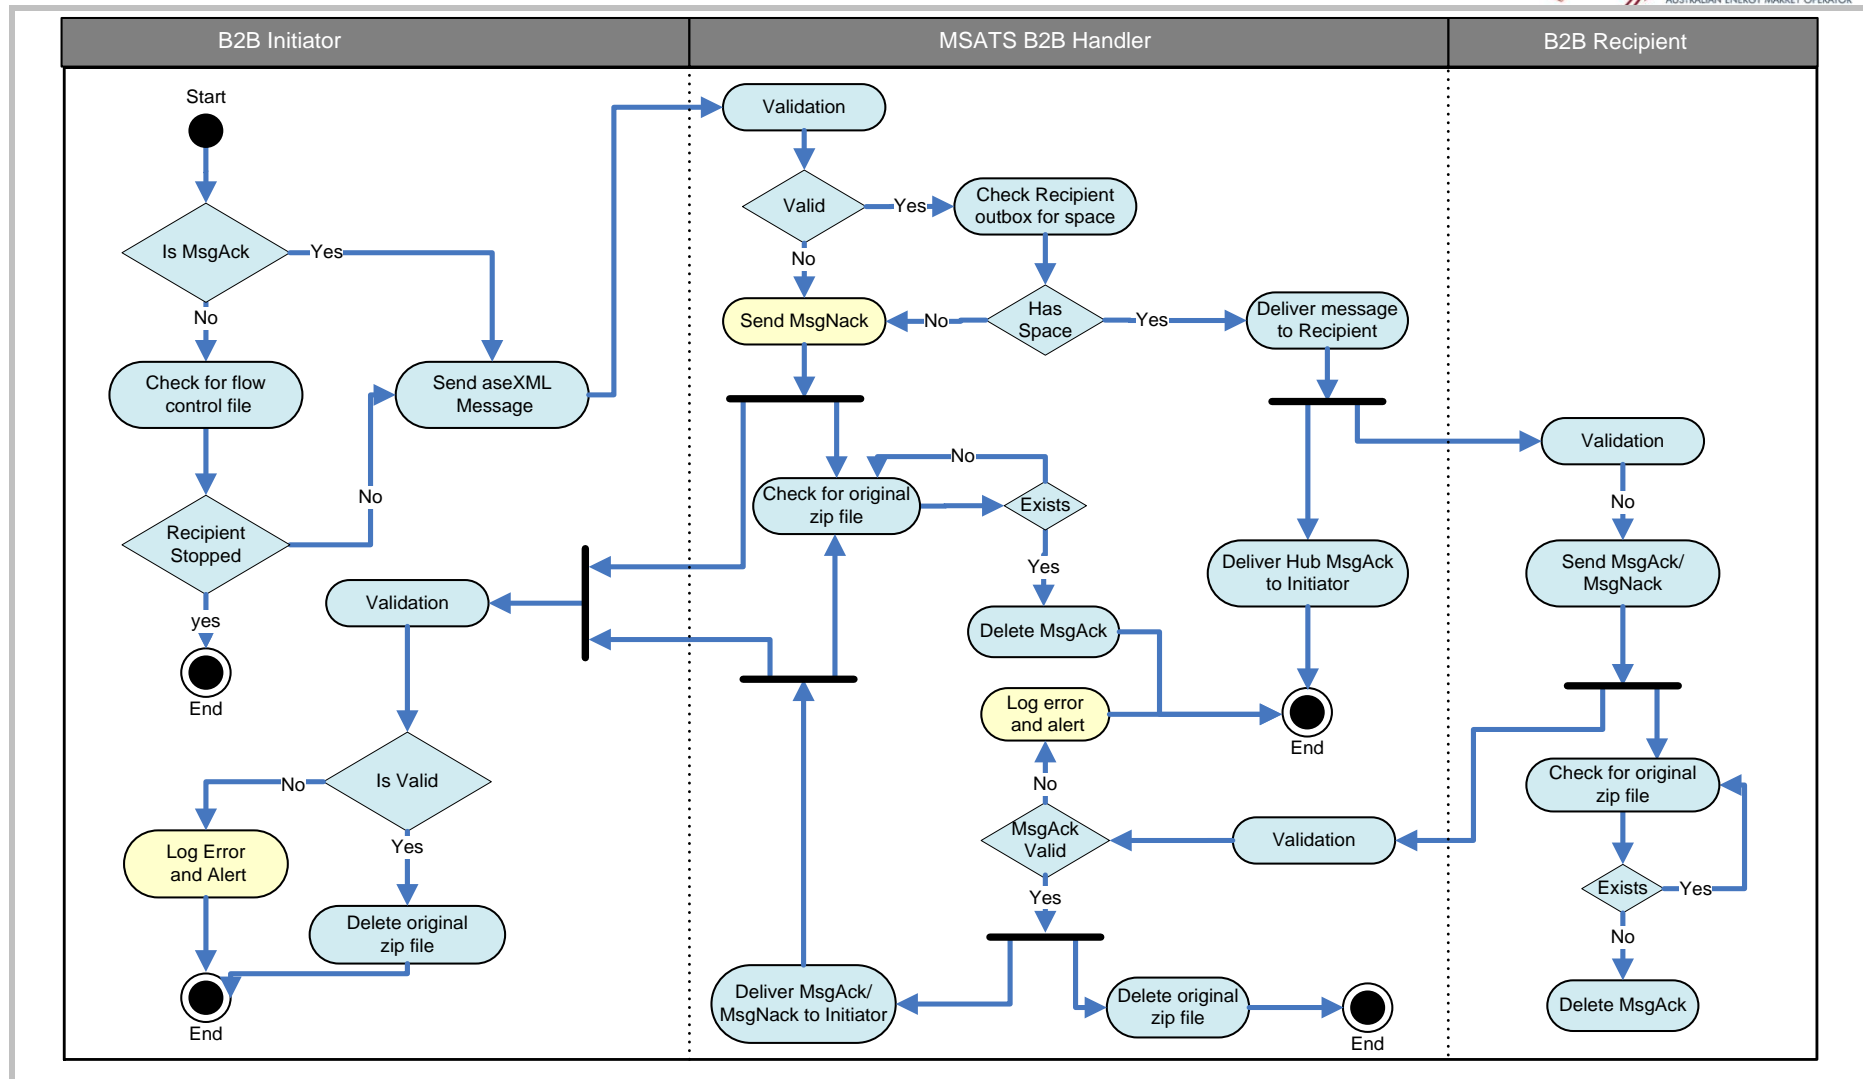 AUSTRALIAN ENERGY MARKET OPERATOR
B2B Initiator
MSATS B2B Handler
B2B Recipient
Start
Is MsgAck
Yes
No
Check for flow
control file
Send aseXML
Message
No
Recipient
Stopped
yes
End
Validation
Is Valid
No
Yes
Log Error
and Alert
Delete original
zip file
End
Validation
Valid
Yes
Check Recipient
outbox for space
No
Send MsgNack
No
Has
Space
Yes
Deliver message
to Recipient
No
Check for original
zip file
Exists
Yes
Deliver Hub MsgAck
to Initiator
Delete MsgAck
Log error
and alert
End
No
MsgAck
Valid
Validation
Yes
Deliver MsgAck/
MsgNack to Initiator
Delete original
zip file
End
Validation
No
Send MsgAck/
MsgNack
Check for original
zip file
Exists
Yes
No
Delete MsgAck